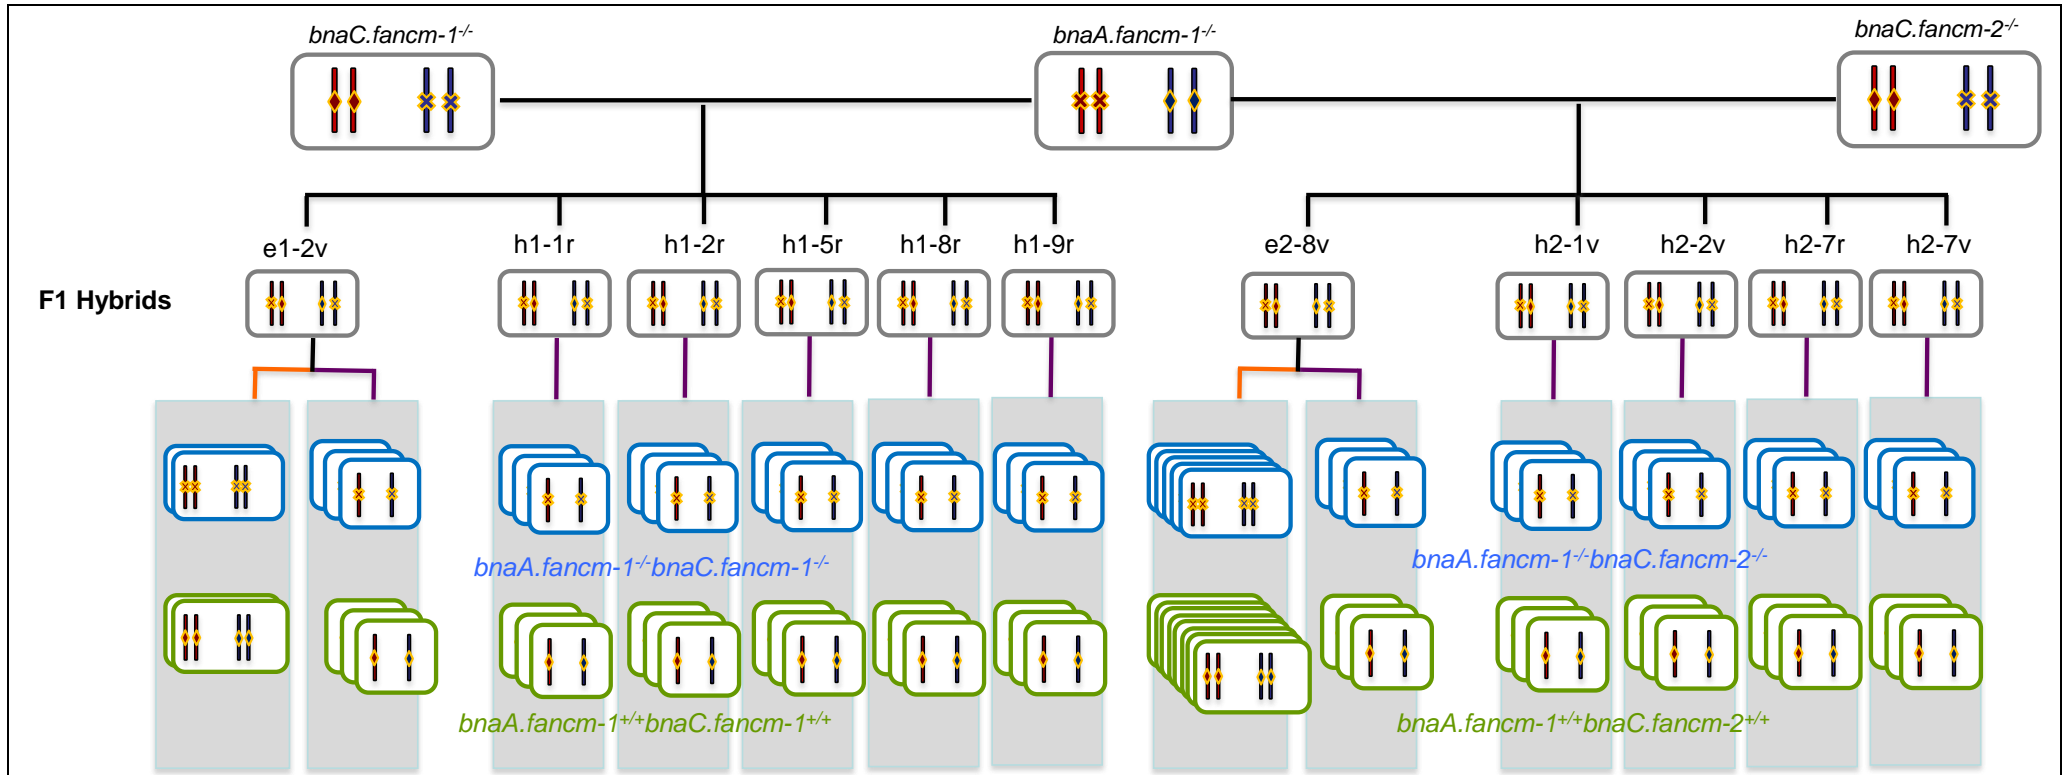 bnaC.fancm-1-/-
bnaA.fancm-1-/-
bnaC.fancm-2-/-
e1-2v
h1-1r
h1-2r
h1-5r
h1-8r
h1-9r
e2-8v
h2-1v
h2-2v
h2-7r
h2-7v
F1 Hybrids
bnaA.fancm-1-/-bnaC.fancm-1-/-
bnaA.fancm-1-/-bnaC.fancm-2-/-
bnaA.fancm-1+/+bnaC.fancm-1+/+
bnaA.fancm-1+/+bnaC.fancm-2+/+